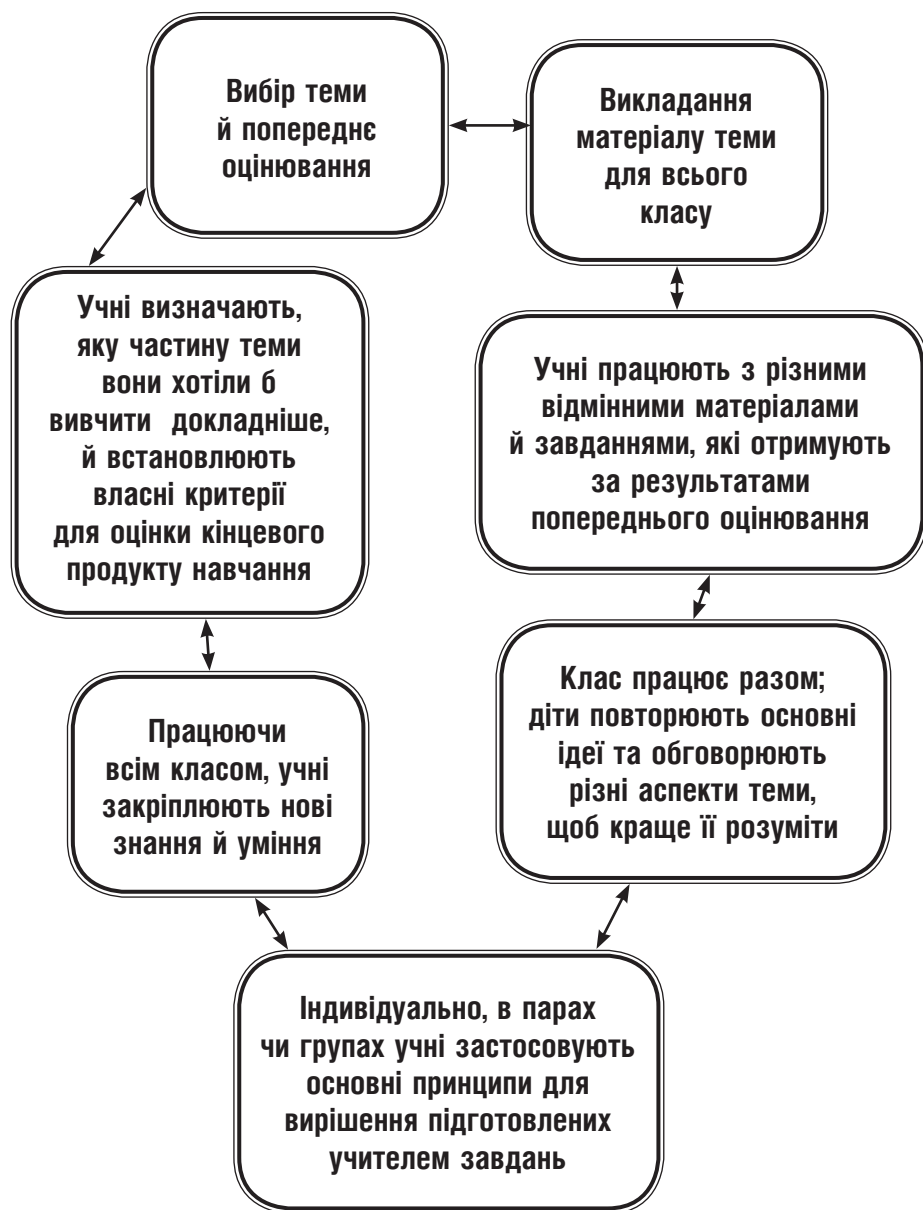 Вибір теми
й попереднє
оцінювання
Викладання
матеріалу теми
для всього
класу
Учні працюють з різними
відмінними матеріалами
й завданнями, які отримують
за результатами
попереднього оцінювання
Клас працює разом;
діти повторюють основні
ідеї та обговорюють
різні аспекти теми,
щоб краще її розуміти
Індивідуально, в парах
чи групах учні застосовують
основні принципи для
вирішення підготовлених
учителем завдань
Працюючи
всім класом, учні
закріплюють нові
знання й уміння
Учні визначають,
яку частину теми
вони хотіли б
вивчити докладніше,
й встановлюють
власні критерії
для оцінки кінцевого
продукту навчання